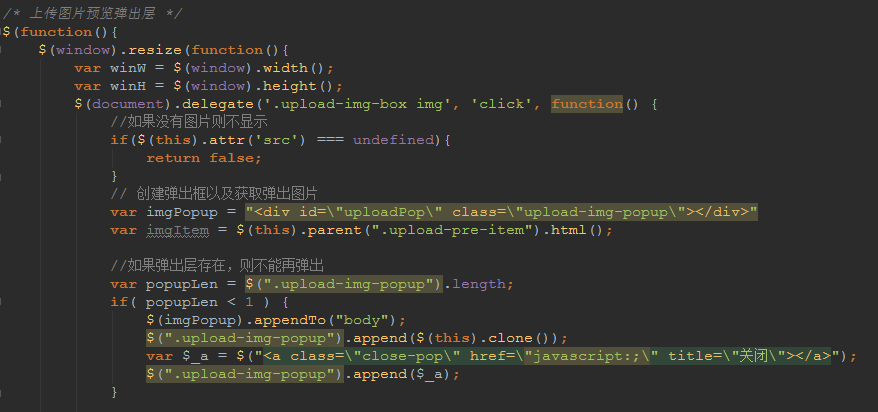 /* 上传图片预览弹出层 */
$(function(){
    $(window).resize(function(){
        var winW = $(window).width();
        var winH = $(window).height();
        $(document).delegate('.upload-img-box img', 'click', function() {
            //如果没有图片则不显示
            if($(this).attr('src') === undefined){
                return false;
            }
            // 创建弹出框以及获取弹出图片
            var imgPopup = "<div id=\"uploadPop\" class=\"upload-img-popup\"></div>"
            var imgItem = $(this).parent(".upload-pre-item").html();

            //如果弹出层存在，则不能再弹出
            var popupLen = $(".upload-img-popup").length;
            if( popupLen < 1 ) {
                $(imgPopup).appendTo("body");
                $(".upload-img-popup").append($(this).clone());
                var $_a = $("<a class=\"close-pop\" href=\"javascript:;\" title=\"关闭\"></a>");
                $(".upload-img-popup").append($_a);
            }